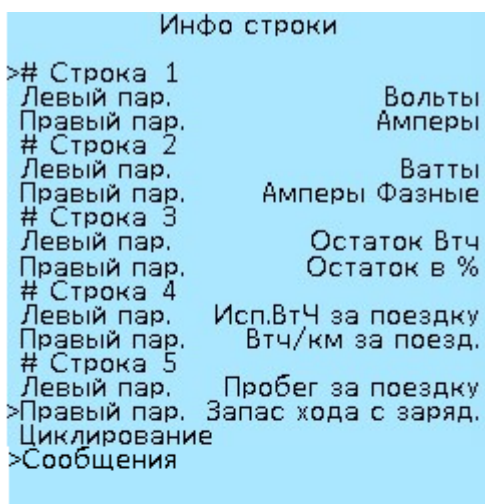 Инфо строки
># Строка 1
Левый пар. Вольты
Правый пар. Амперы
# Строка 2
Левый пар. Ватты
Правый пар. Амперы Фазные
# Строка 3
Левый пар. Остаток Втч
Правый пар. Остаток в %
# Строка 4
Левый пар. Исп.ВтЧ за поездку
Правый пар. Втч/км за поезд.
# Строка 5
Левый пар. Пробег за поездку
>Правый пар. Запас хода с заряд.
Циклирование
>Сообщения